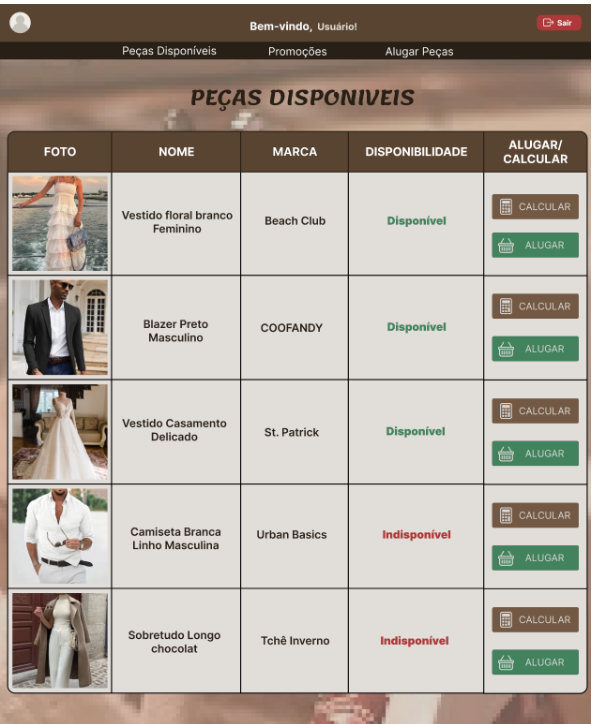 Bem-vindo, Usuário!
Sair
Peças Disponíveis Promoções Alugar Peças
PEÇAS DISPONIVEIS
FOTO NOME MARCA DISPONIBILIDADE ALUGAR/
CALCULAR
Vestido floral branco
Feminino
Beach Club
Disponível
CALCULAR
ALUGAR
Blazer Preto
Masculino
COOFANDY
Disponível
CALCULAR
ALUGAR
Vestido Casamento
Delicado
St. Patrick
Disponível
CALCULAR
ALUGAR
Camiseta Branca
Linho Masculina
Urban Basics
Indisponível
CALCULAR
ALUGAR
Sobretudo Longo
chocolat
Tchê Inverno
Indisponível
CALCULAR
ALUGAR